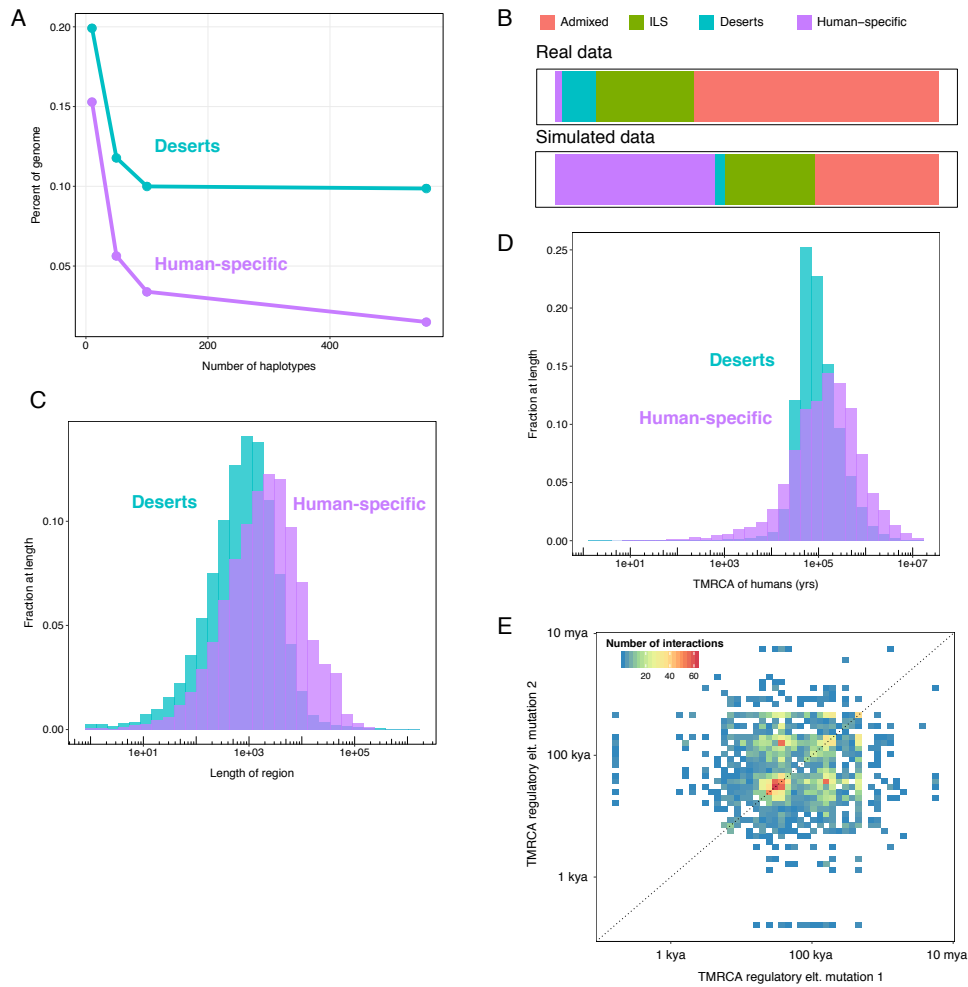 A
0.20
0.15
0.10
0.05
Percent of genome
Deserts
Human-specific
0
200
400
Number of haplotypes
B
Admixed
ILS
Deserts
Human−specific
Real data
Simulated data
C
0.10
0.05
0.00
Fraction at length
Deserts
Human-specific
1e+01
1e+03
1e+05
Length of region
D
0.25
0.20
0.15
0.10
0.05
0.00
Fraction at length
Deserts
Human-specific
1e+01
1e+03
1e+05
1e+07
TMRCA of humans (yrs)
E
10 mya
100 kya
1 kya
TMRCA regulatory elt. mutation 2
Number of interactions
20
40
60
1 kya
100 kya
10 mya
TMRCA regulatory elt. mutation 1